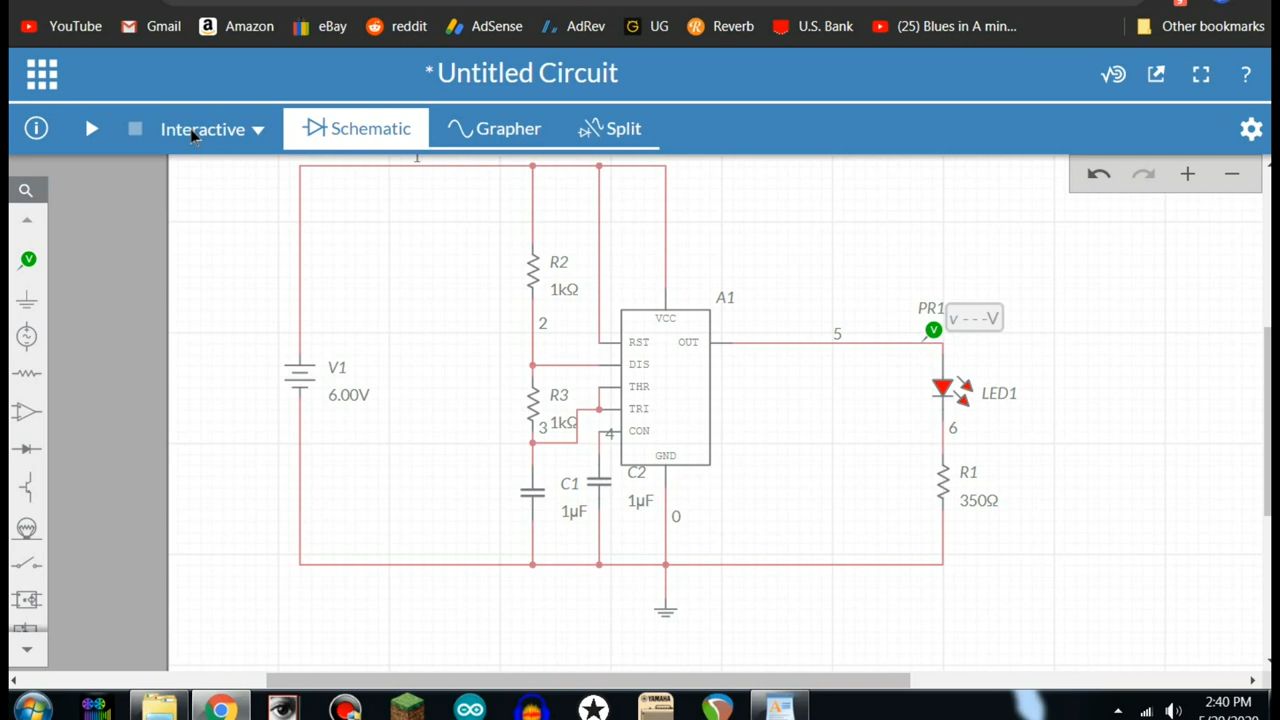 YouTube Gmail Amazon eBay reddit AdSense AdRev UG Reverb U.S. Bank (25) Blues in A min... Other bookmarks
*Untitled Circuit
Interactive Schematic Grapher Split
1
R2
1kΩ
2
R3
1kΩ
3
V1
6.00V
A1
VCC
RST OUT
DIS
THR
TRI
CON
GND
4
C1
1µF
C2
1µF
0
5
PR1 v - - -V
LED1
6
R1
350Ω
2:40 PM